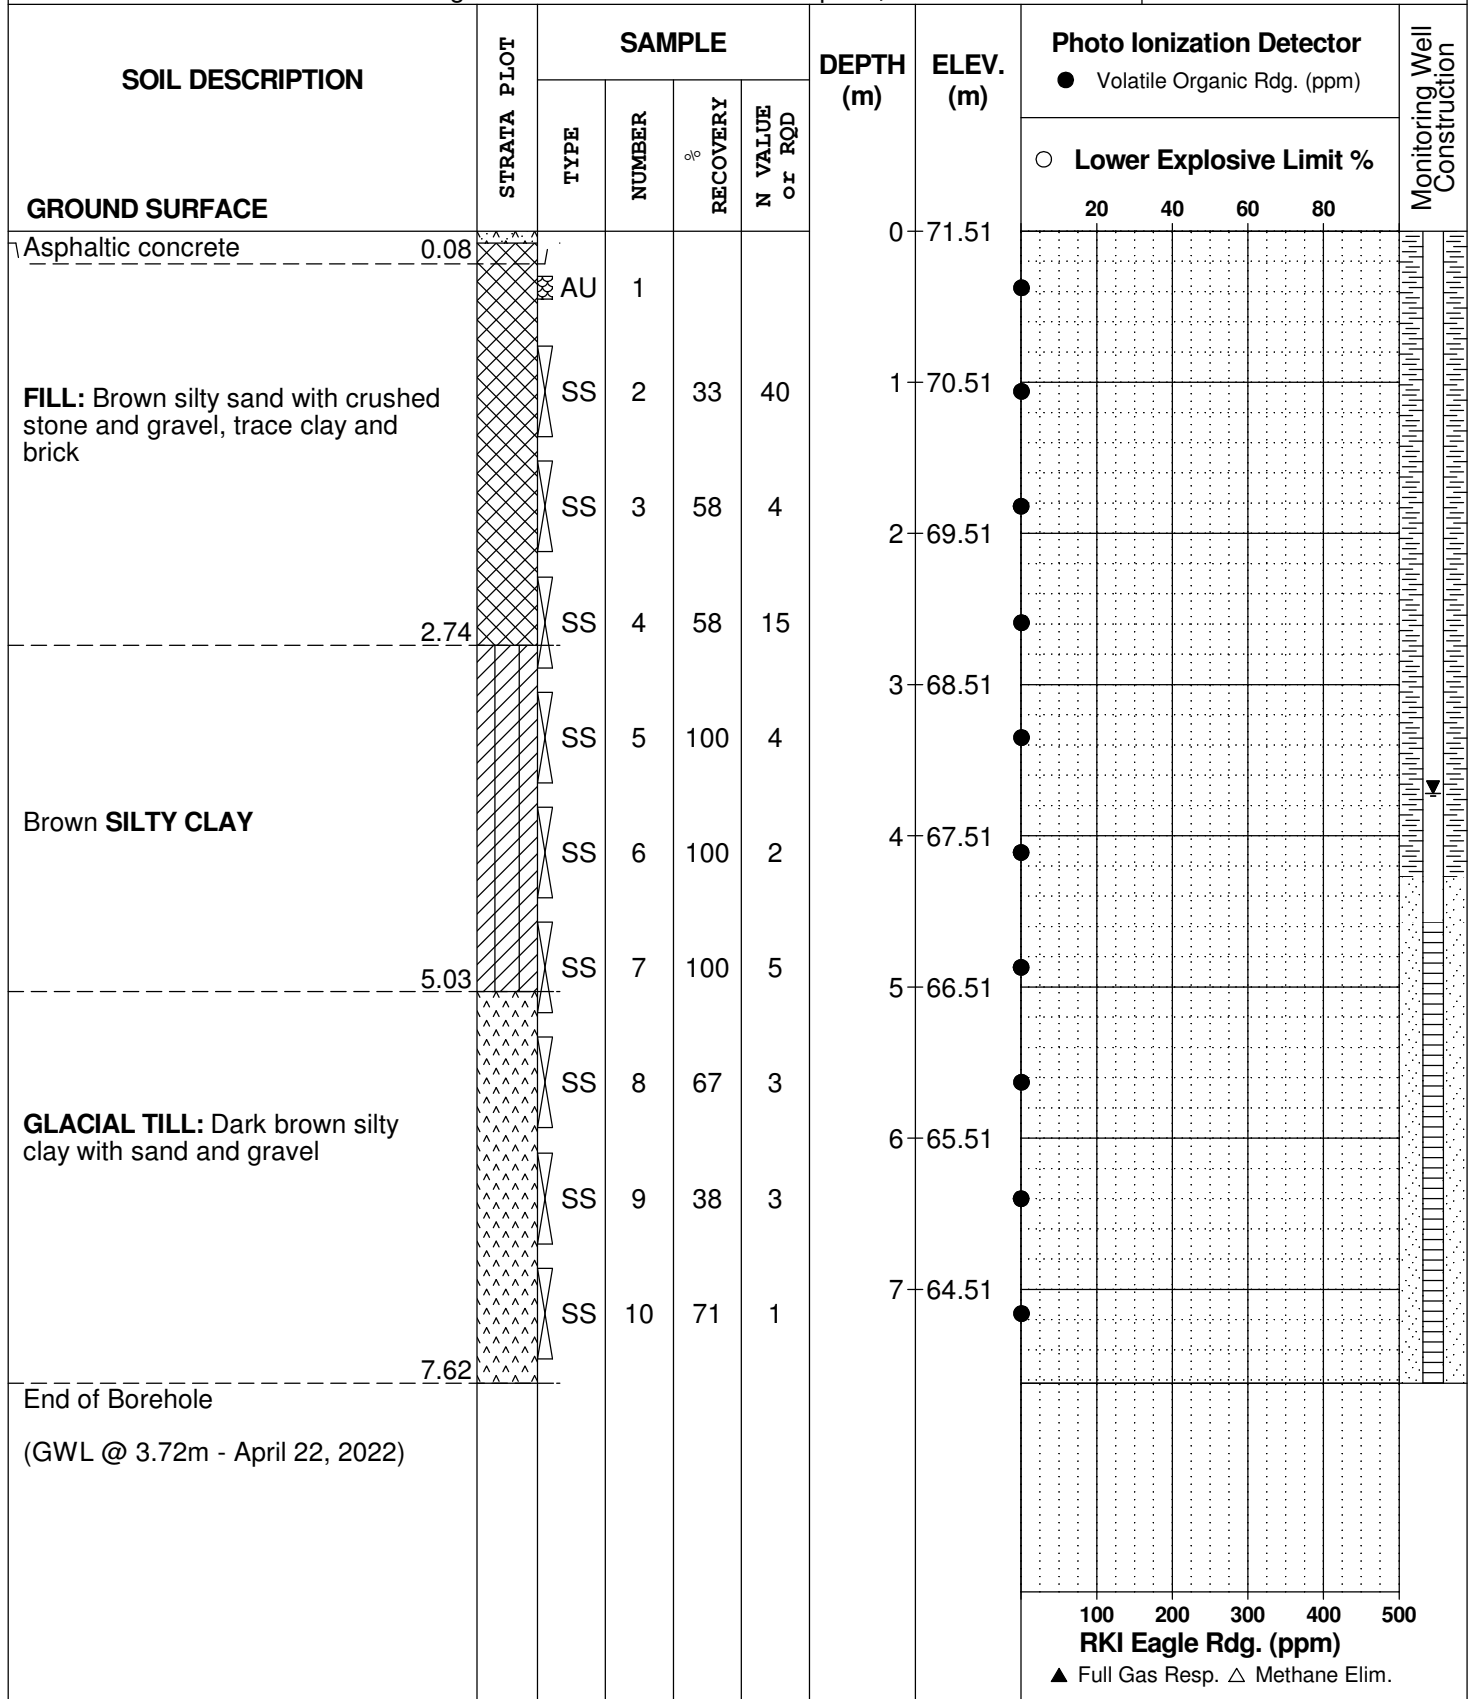 SOIL DESCRIPTION
GROUND SURFACE
STRATA PLOT
SAMPLE
TYPE
NUMBER
%
RECOVERY
N VALUE
or RQD
DEPTH
(m)
ELEV.
(m)
Photo Ionization Detector
● Volatile Organic Rdg. (ppm)
○ Lower Explosive Limit %
20 40 60 80
Monitoring Well
Construction
0 71.51
Asphaltic concrete 0.08
AU 1
FILL: Brown silty sand with crushed
stone and gravel, trace clay and
brick
SS 2 33 40
1 70.51
SS 3 58 4
2 69.51
SS 4 58 15
2.74
3 68.51
SS 5 100 4
Brown SILTY CLAY
4 67.51
SS 6 100 2
SS 7 100 5
5.03
5 66.51
SS 8 67 3
GLACIAL TILL: Dark brown silty
clay with sand and gravel
6 65.51
SS 9 38 3
7 64.51
SS 10 71 1
7.62
End of Borehole
(GWL @ 3.72m - April 22, 2022)
100 200 300 400 500
RKI Eagle Rdg. (ppm)
▲ Full Gas Resp. △ Methane Elim.